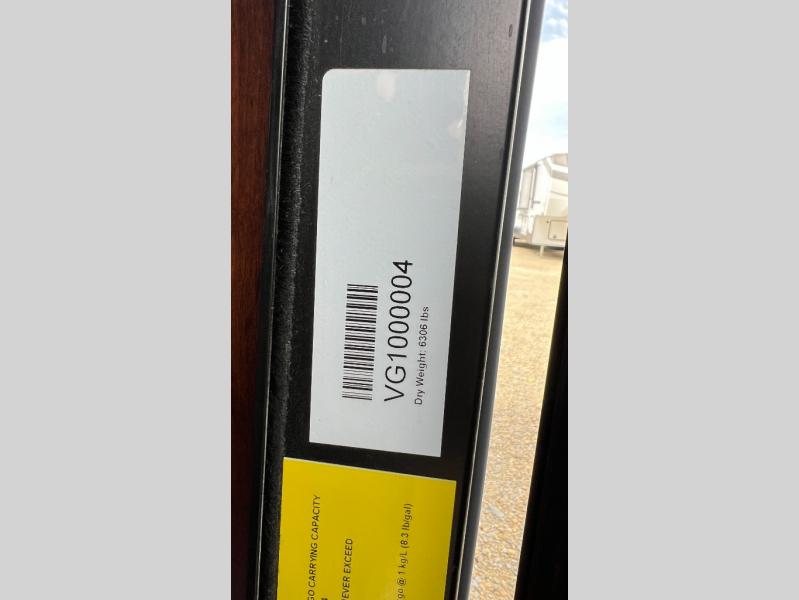 VG1000004
Dry Weight: 6306 lbs
GO CARRYING CAPACITY
EVER EXCEED
go @ 1 kg/L (8.3 lb/gal)